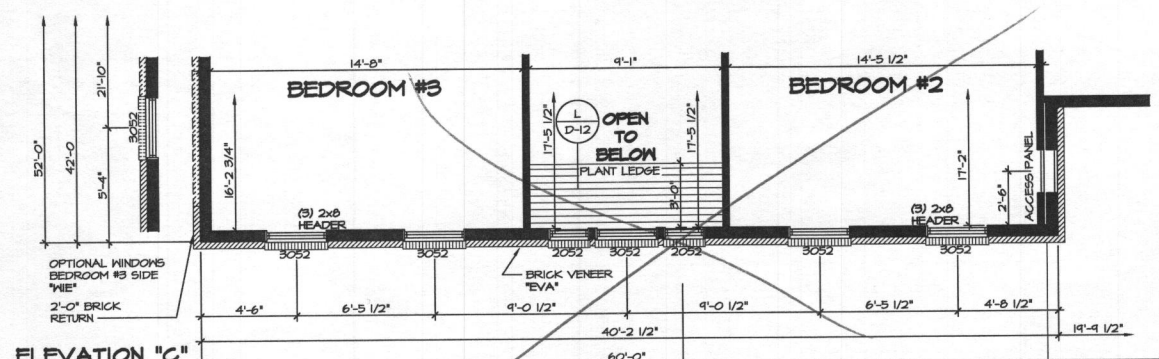 14'-8"
9'-1"
14'-5 1/2"
BEDROOM #3
BEDROOM #2
52'-0"
42'-0
21'-10"
5'-4"
3052
16'-2 3/4"
17'-5 1/2"
L
D-12
OPEN
TO
BELOW
PLANT LEDGE
3'-0"
17'-5 1/2"
17'-2"
2'-6"
ACCESS PANEL
(3) 2x8
HEADER
(3) 2x8
HEADER
3052
3052
2052
3052
2052
3052
3052
OPTIONAL WINDOWS
BEDROOM #3 SIDE
"WIE"
2'-0" BRICK
RETURN
BRICK VENEER
"EVA"
4'-6"
6'-5 1/2"
9'-0 1/2"
9'-0 1/2"
6'-5 1/2"
4'-8 1/2"
40'-2 1/2"
19'-9 1/2"
ELEVATION "C"
60'-0"